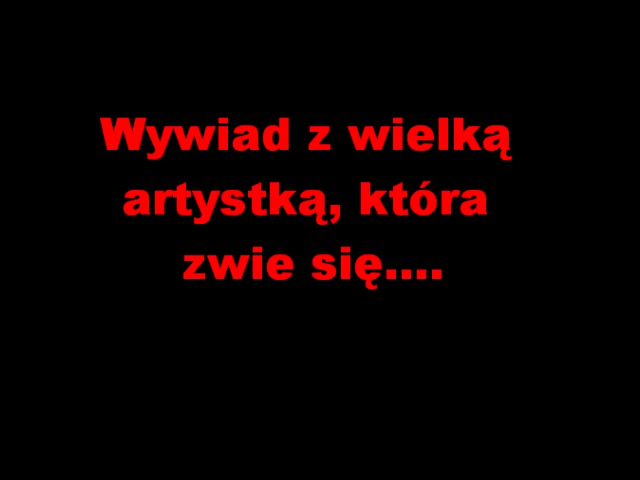 Wywiad z wielką
artystką, która
zwie się....